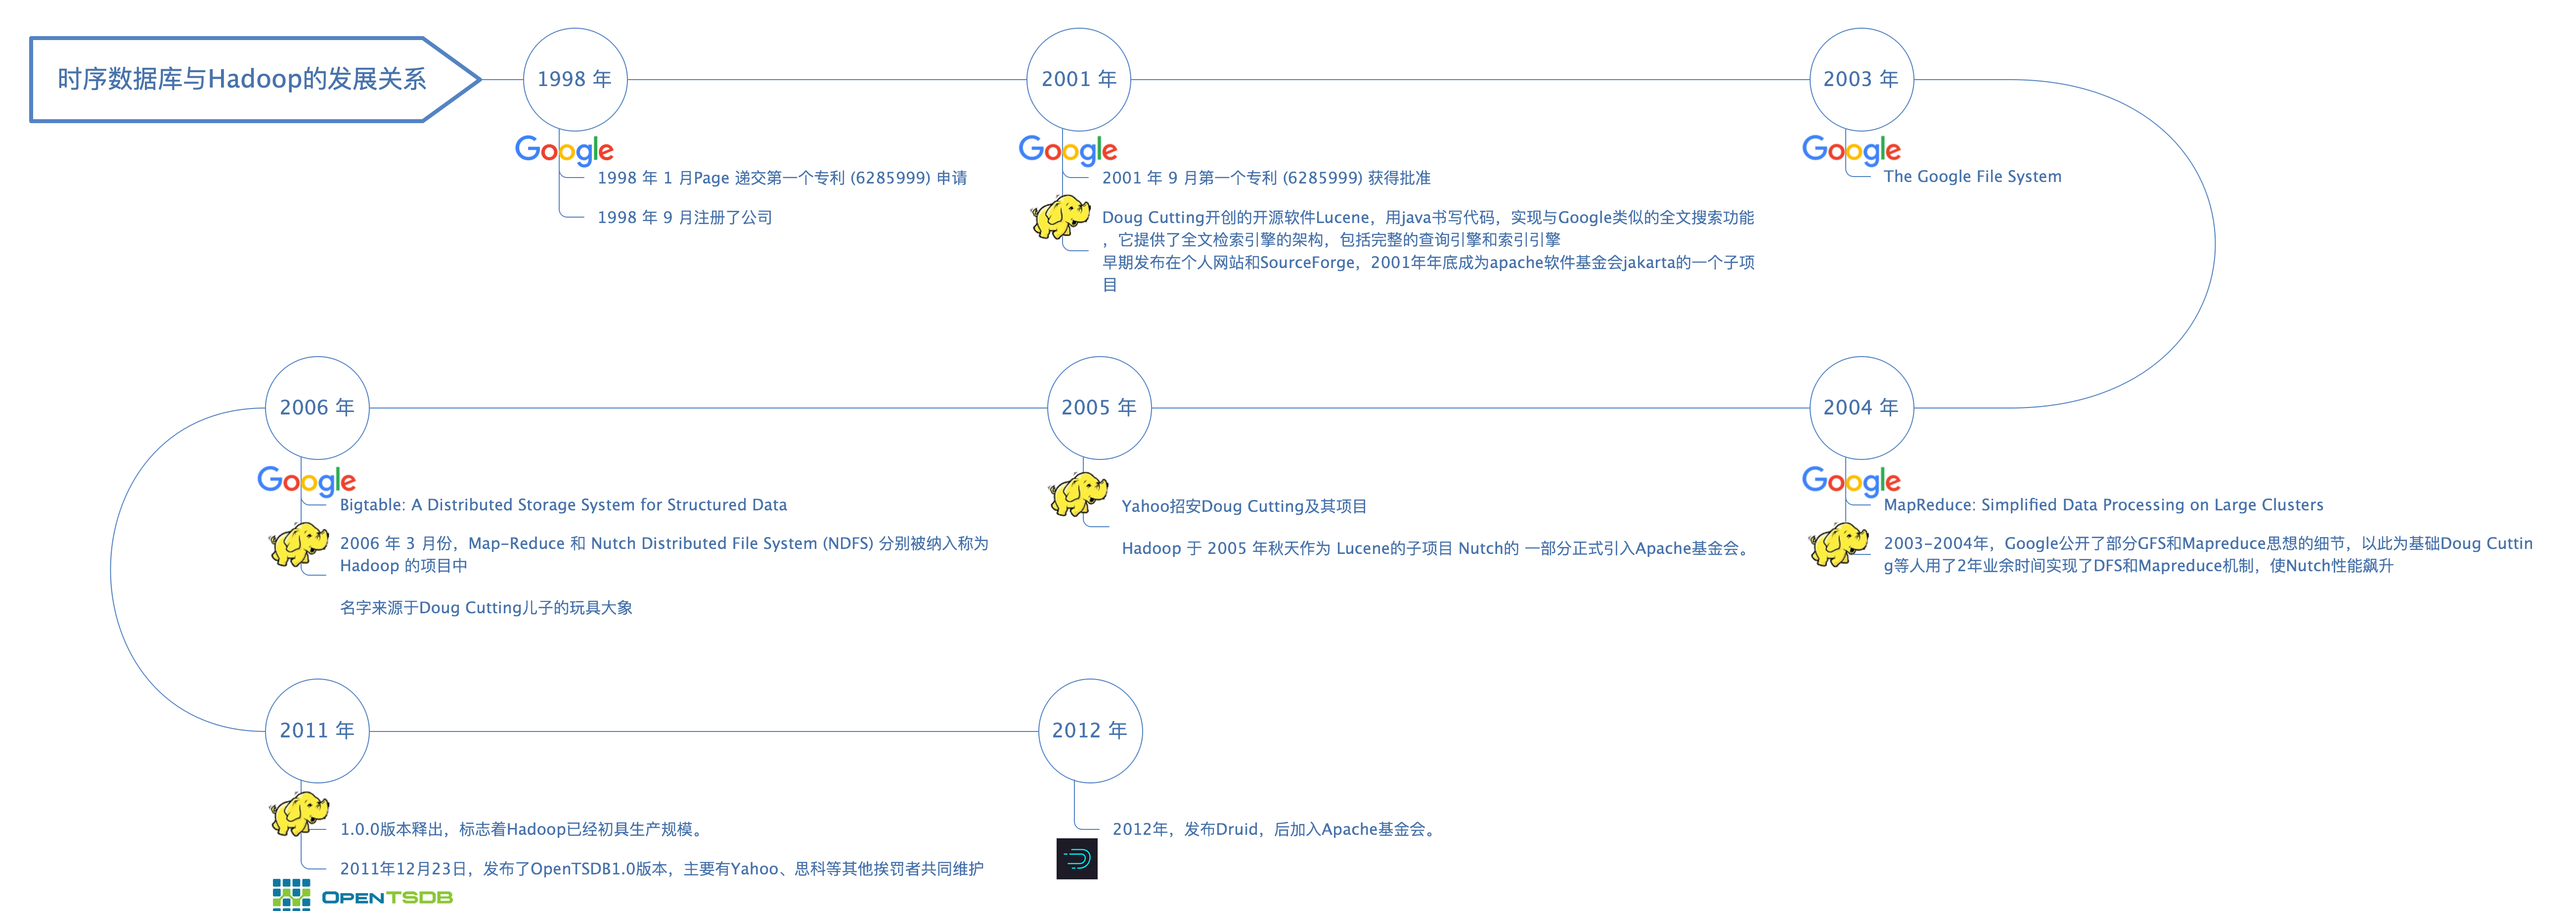 时序数据库与Hadoop的发展关系
1998 年
Google
1998 年 1 月Page 递交第一个专利 (6285999) 申请
1998 年 9 月注册了公司
2001 年
Google
2001 年 9 月第一个专利 (6285999) 获得批准
Doug Cutting开创的开源软件Lucene，用java书写代码，实现与Google类似的全文搜索功能
，它提供了全文检索引擎的架构，包括完整的查询引擎和索引引擎
早期发布在个人网站和SourceForge，2001年年底成为apache软件基金会jakarta的一个子项
目
2003 年
Google
The Google File System
2004 年
Google
MapReduce: Simplified Data Processing on Large Clusters
2003-2004年，Google公开了部分GFS和Mapreduce思想的细节，以此为基础Doug Cuttin
g等人用了2年业余时间实现了DFS和Mapreduce机制，使Nutch性能飙升
2005 年
Yahoo招安Doug Cutting及其项目
Hadoop 于 2005 年秋天作为 Lucene的子项目 Nutch的 一部分正式引入Apache基金会。
2006 年
Google
Bigtable: A Distributed Storage System for Structured Data
2006 年 3 月份，Map-Reduce 和 Nutch Distributed File System (NDFS) 分别被纳入称为
Hadoop 的项目中
名字来源于Doug Cutting儿子的玩具大象
2011 年
1.0.0版本释出，标志着Hadoop已经初具生产规模。
2011年12月23日，发布了OpenTSDB1.0版本，主要有Yahoo、思科等其他挨罚者共同维护
OPENTSDB
2012 年
2012年，发布Druid，后加入Apache基金会。